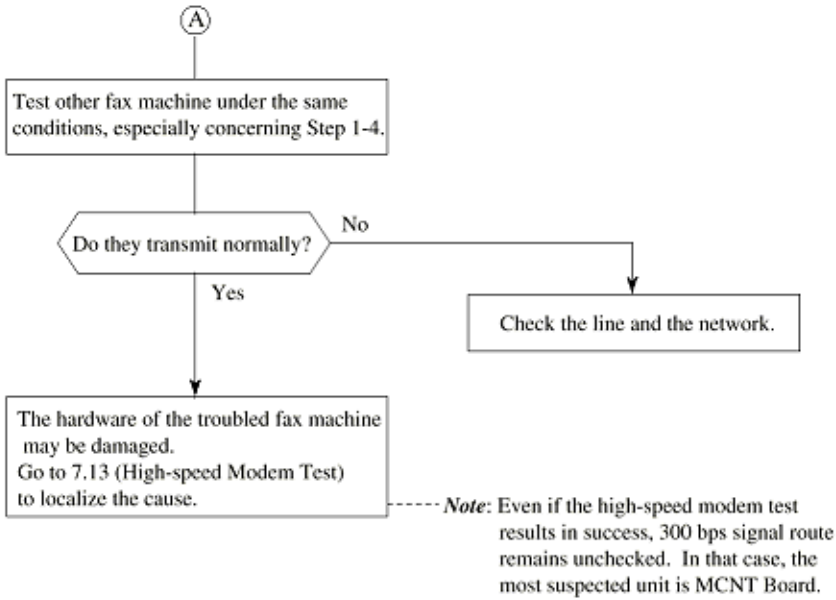 A
Test other fax machine under the same
conditions, especially concerning Step 1-4.
Do they transmit normally?
No
Yes
Check the line and the network.
The hardware of the troubled fax machine
may be damaged.
Go to 7.13 (High-speed Modem Test)
to localize the cause.
Note: Even if the high-speed modem test
results in success, 300 bps signal route
remains unchecked. In that case, the
most suspected unit is MCNT Board.